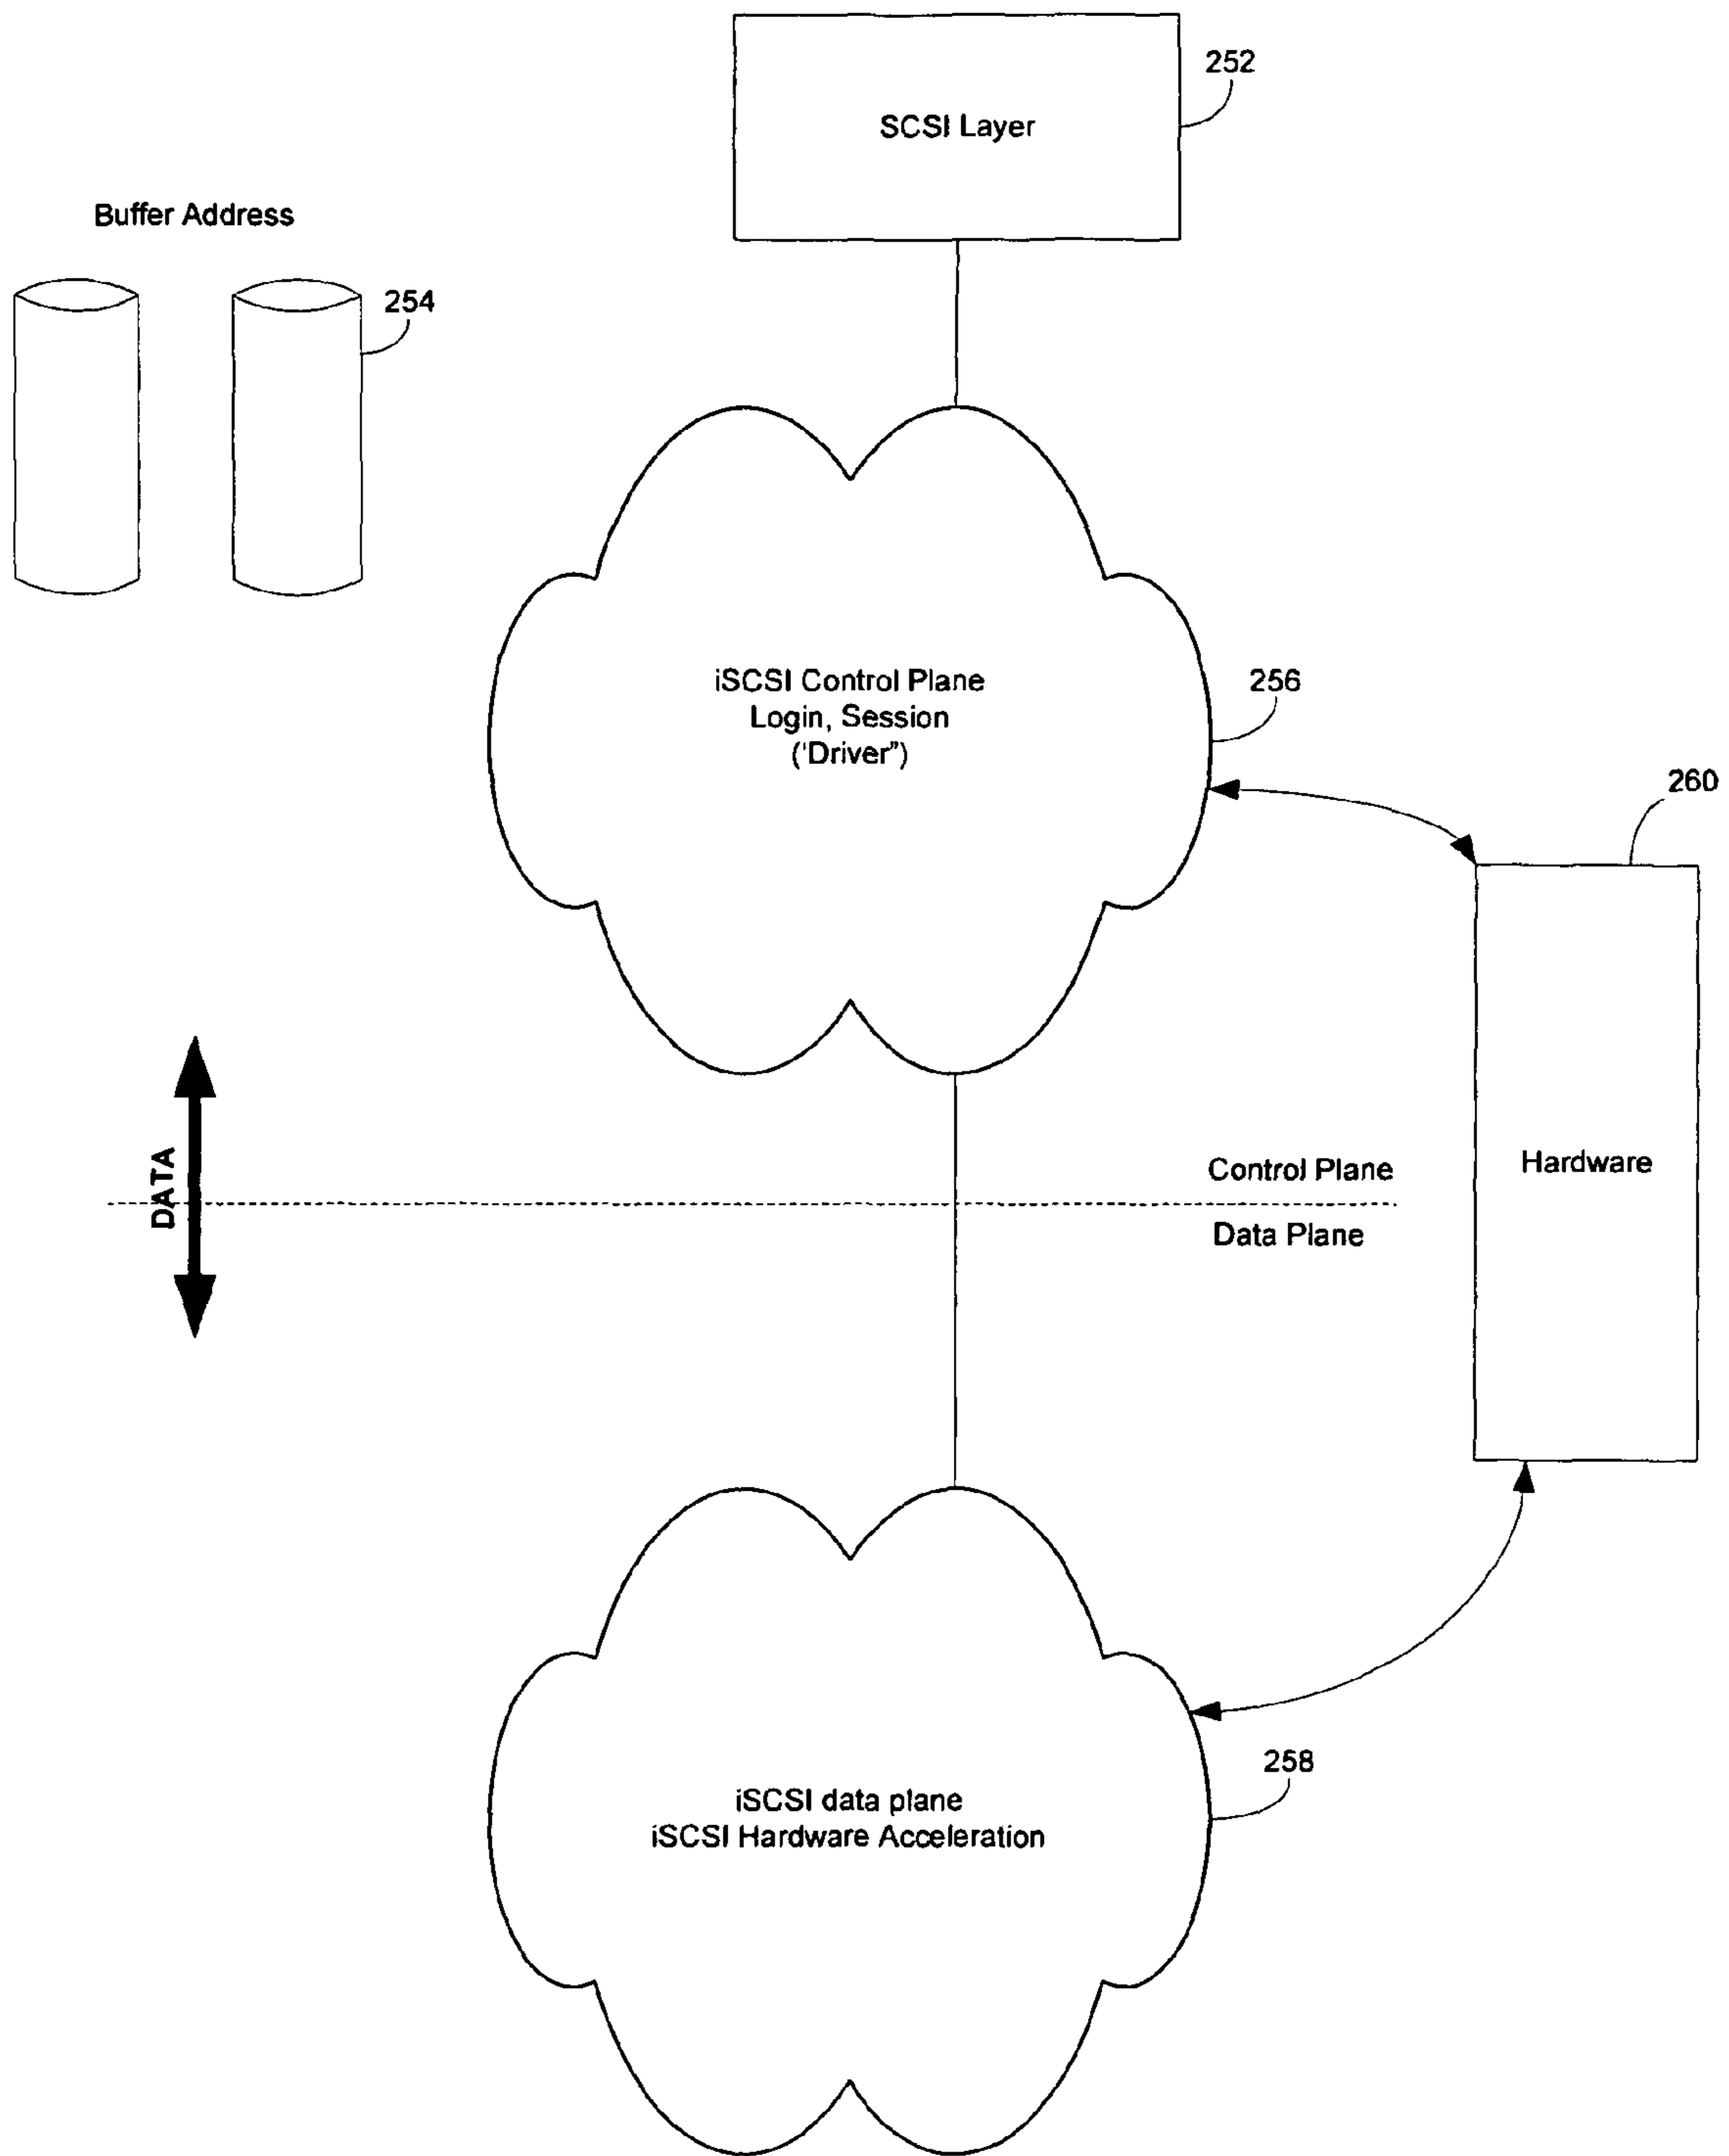 252
SCSI Layer
Buffer Address
254
iSCSI Control Plane
Login, Session
('Driver")
256
260
DATA
Control Plane
Data Plane
Hardware
258
iSCSI data plane
iSCSI Hardware Acceleration